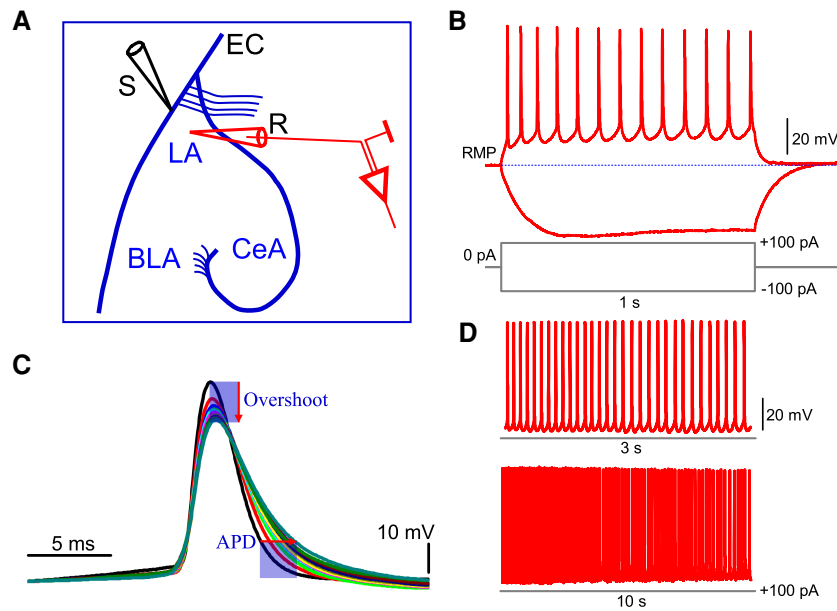 A
EC
S
R
LA
BLA
CeA
B
20 mV
RMP
+100 pA
0 pA
-100 pA
1 s
C
Overshoot
5 ms
APD
10 mV
D
20 mV
3 s
+100 pA
10 s